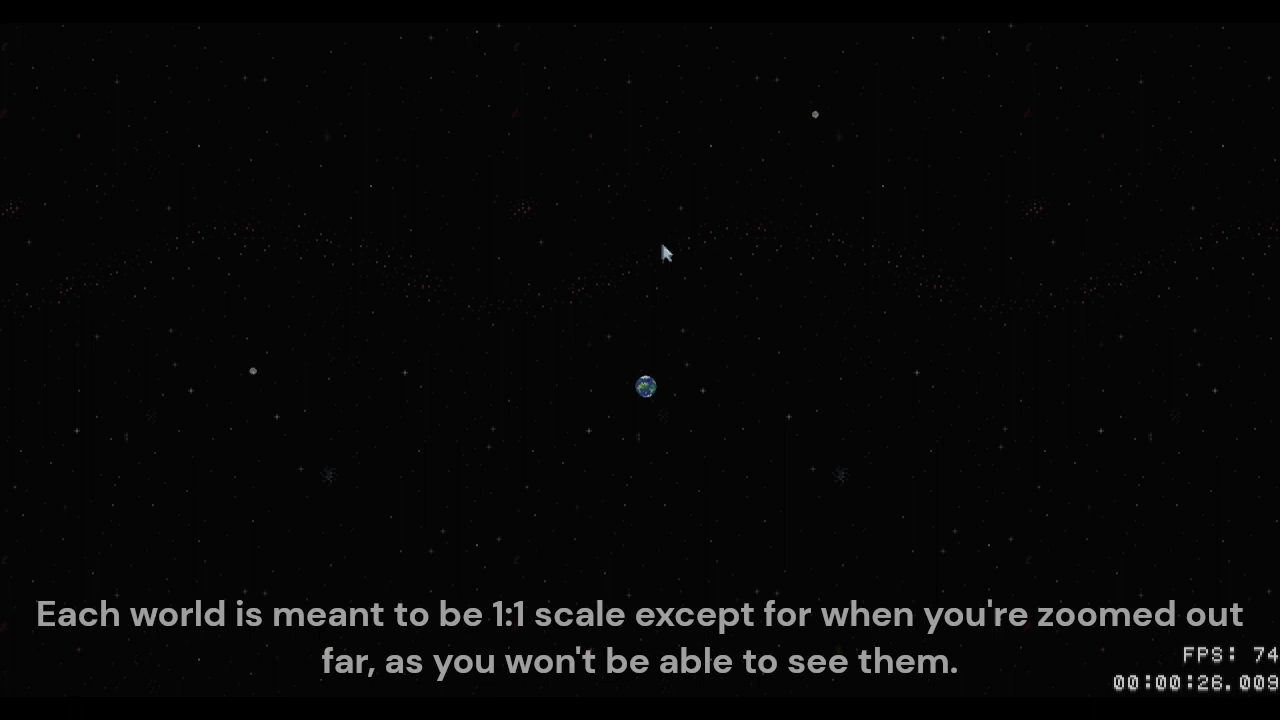 Each world is meant to be 1:1 scale except for when you're zoomed out
far, as you won't be able to see them.
FPS: 74
00:00:26.009